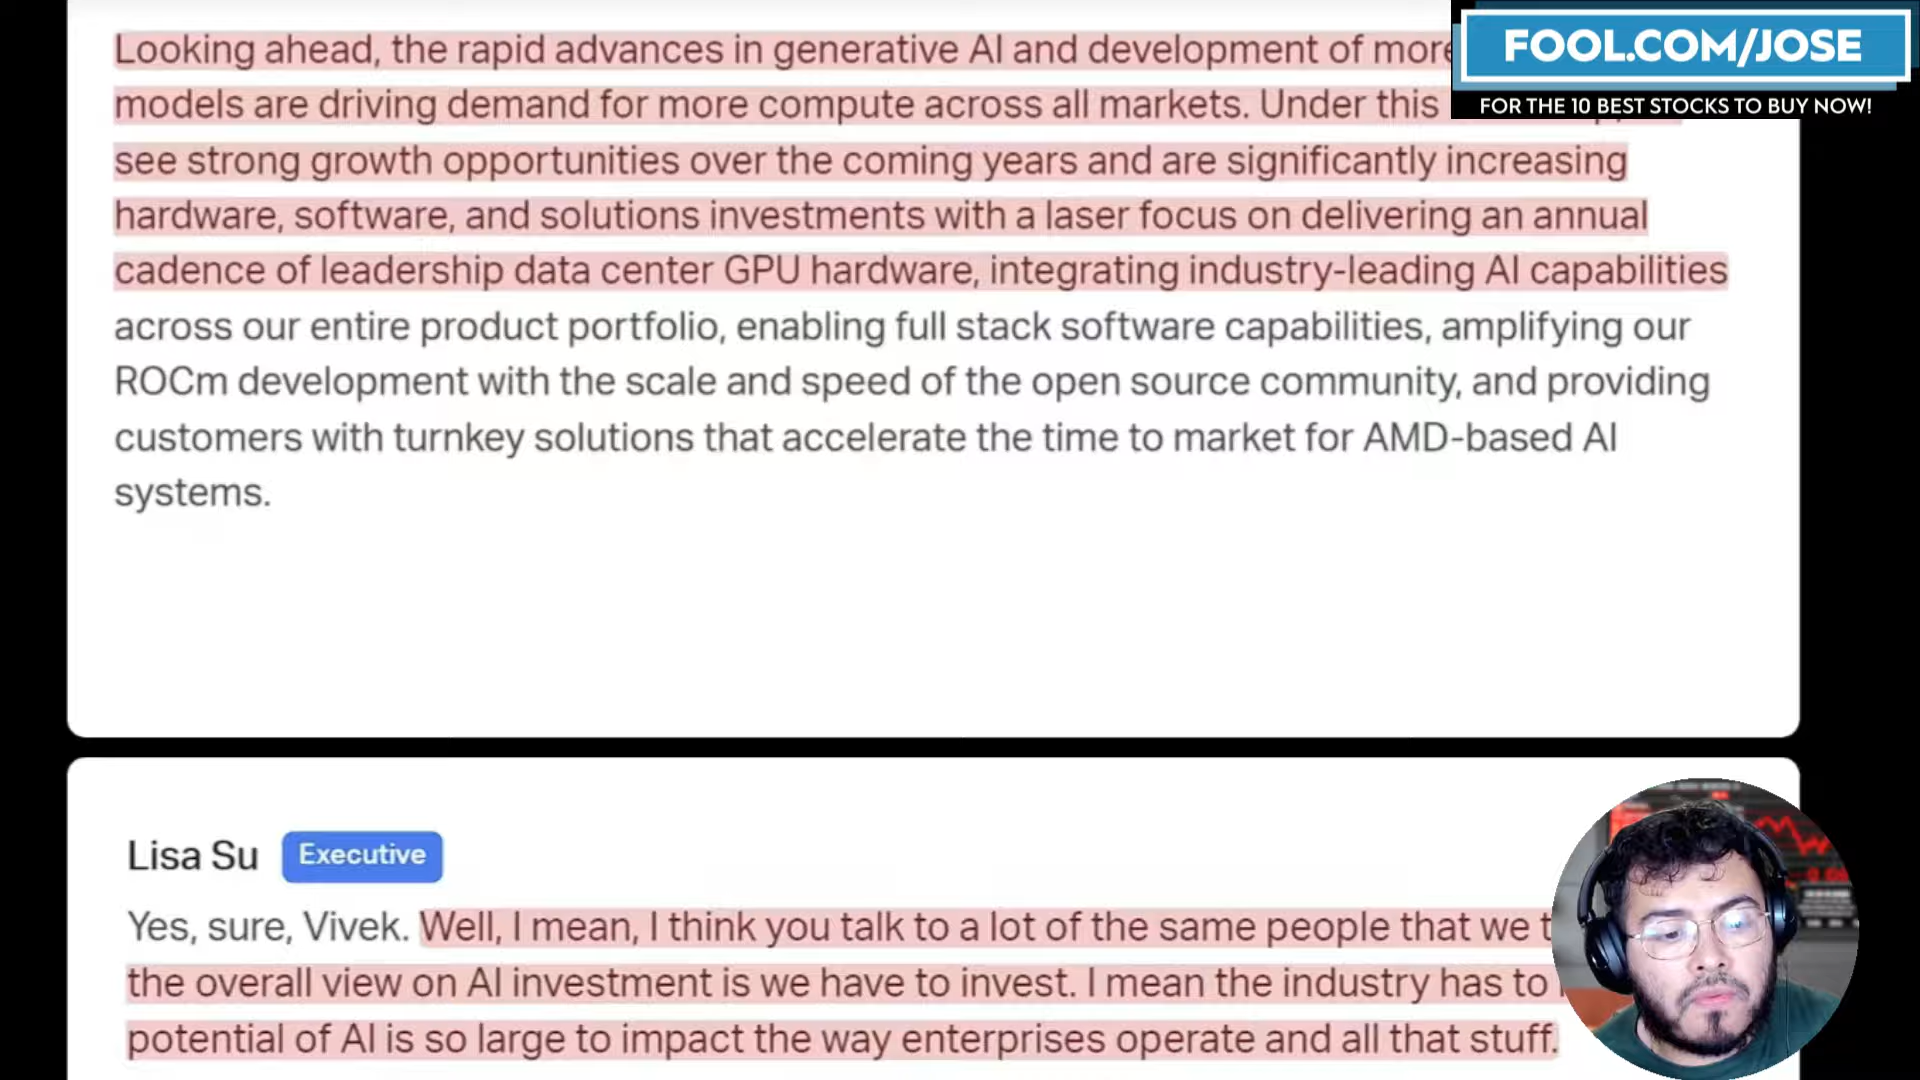 FOOL.COM/JOSE
FOR THE 10 BEST STOCKS TO BUY NOW!
Looking ahead, the rapid advances in generative AI and development of more
models are driving demand for more compute across all markets. Under this
see strong growth opportunities over the coming years and are significantly increasing
hardware, software, and solutions investments with a laser focus on delivering an annual
cadence of leadership data center GPU hardware, integrating industry-leading AI capabilities
across our entire product portfolio, enabling full stack software capabilities, amplifying our
ROCm development with the scale and speed of the open source community, and providing
customers with turnkey solutions that accelerate the time to market for AMD-based AI
systems.
Lisa Su Executive
Yes, sure, Vivek. Well, I mean, I think you talk to a lot of the same people that we
the overall view on AI investment is we have to invest. I mean the industry has to
potential of AI is so large to impact the way enterprises operate and all that stuff.